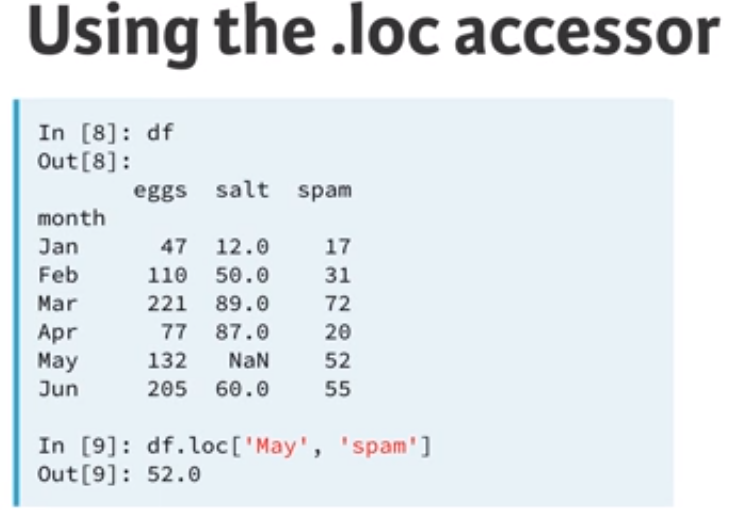 Using the .loc accessor
In [8]: df
Out[8]:
       eggs  salt  spam
month
Jan      47  12.0    17
Feb     110  50.0    31
Mar     221  89.0    72
Apr      77  87.0    20
May     132   NaN    52
Jun     205  60.0    55
In [9]: df.loc['May', 'spam']
Out[9]: 52.0